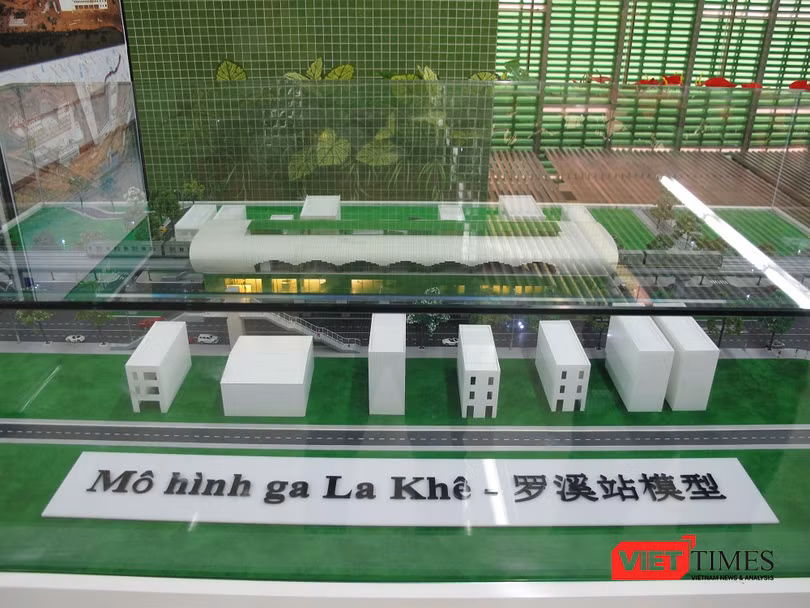 Mô hình ga La Khê - 罗溪站模型
VIETTIMES
VIETNAM NEWS & ANALYSIS